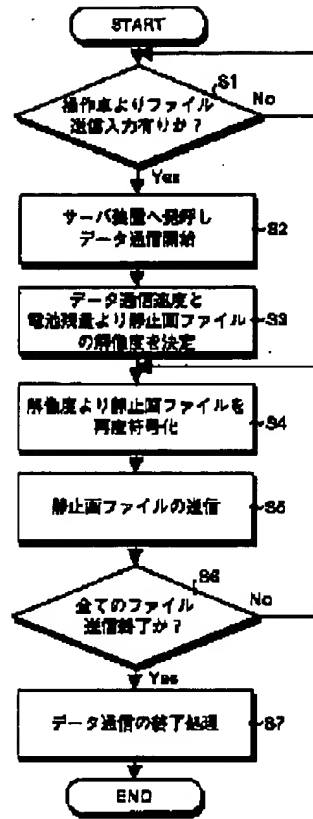 START
操作卓よりファイル
送信入力有りか？
S1
No
Yes
サーバ装置へ発呼し
データ通信開始
S2
データ通信速度と
電池残量より静止画ファイル
の解像度を決定
S3
解像度より静止画ファイルを
再度符号化
S4
静止画ファイルの送信
S5
全てのファイル
送信終了か？
S6
No
Yes
データ通信の終了処理
S7
END